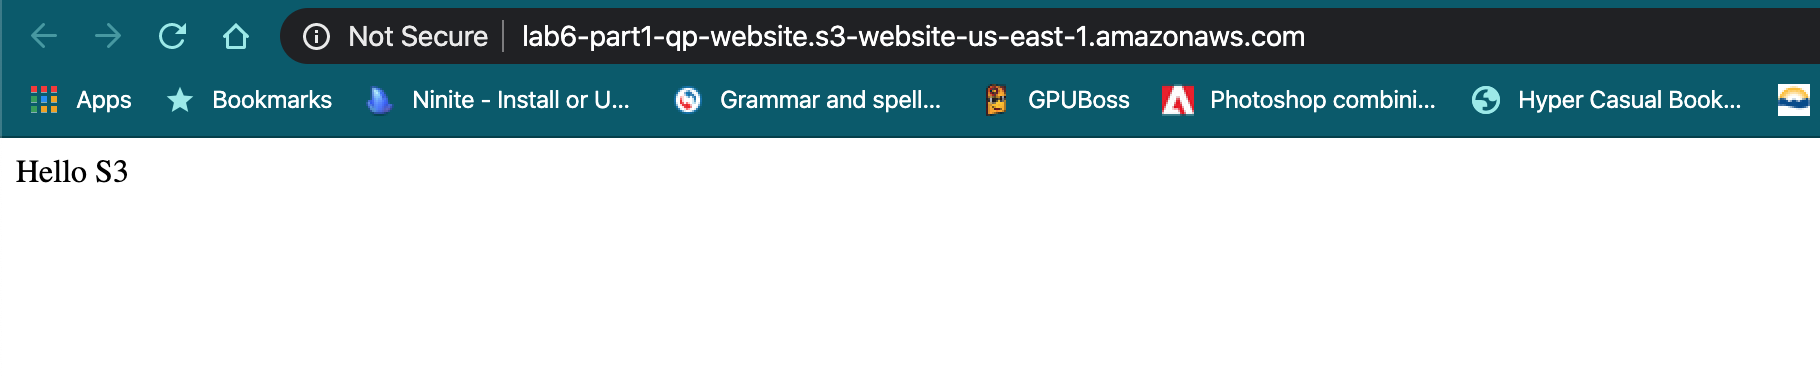 Not Secure lab6-part1-qp-website.s3-website-us-east-1.amazonaws.com
Apps Bookmarks Ninite - Install or U... Grammar and spell... GPUBoss Photoshop combini... Hyper Casual Book...
Hello S3